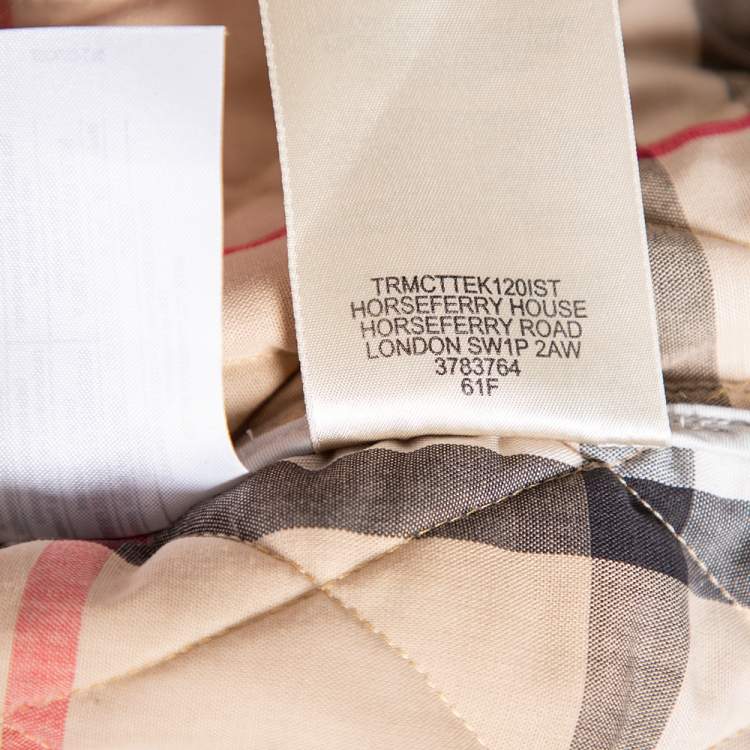 TRMCTTEK120IST
HORSEFERRY HOUSE
HORSEFERRY ROAD
LONDON SW1P 2AW
3783764
61F